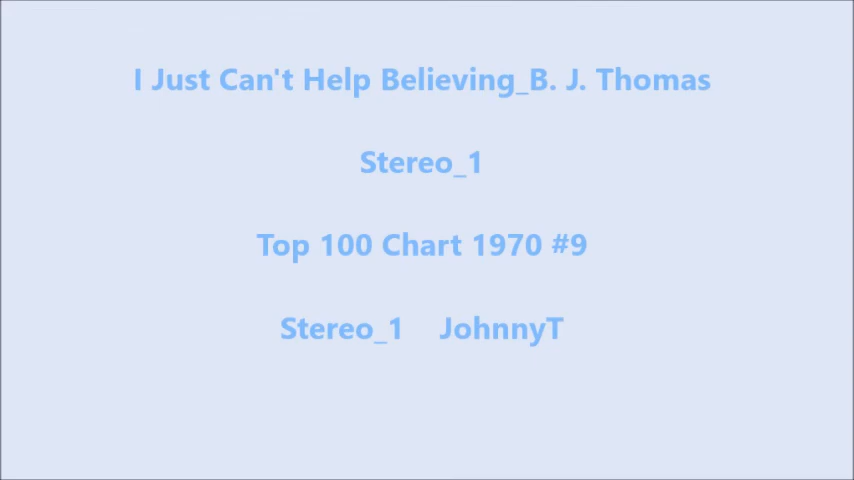 I Just Can't Help Believing_B. J. Thomas
Stereo_1
Top 100 Chart 1970 #9
Stereo_1 JohnnyT